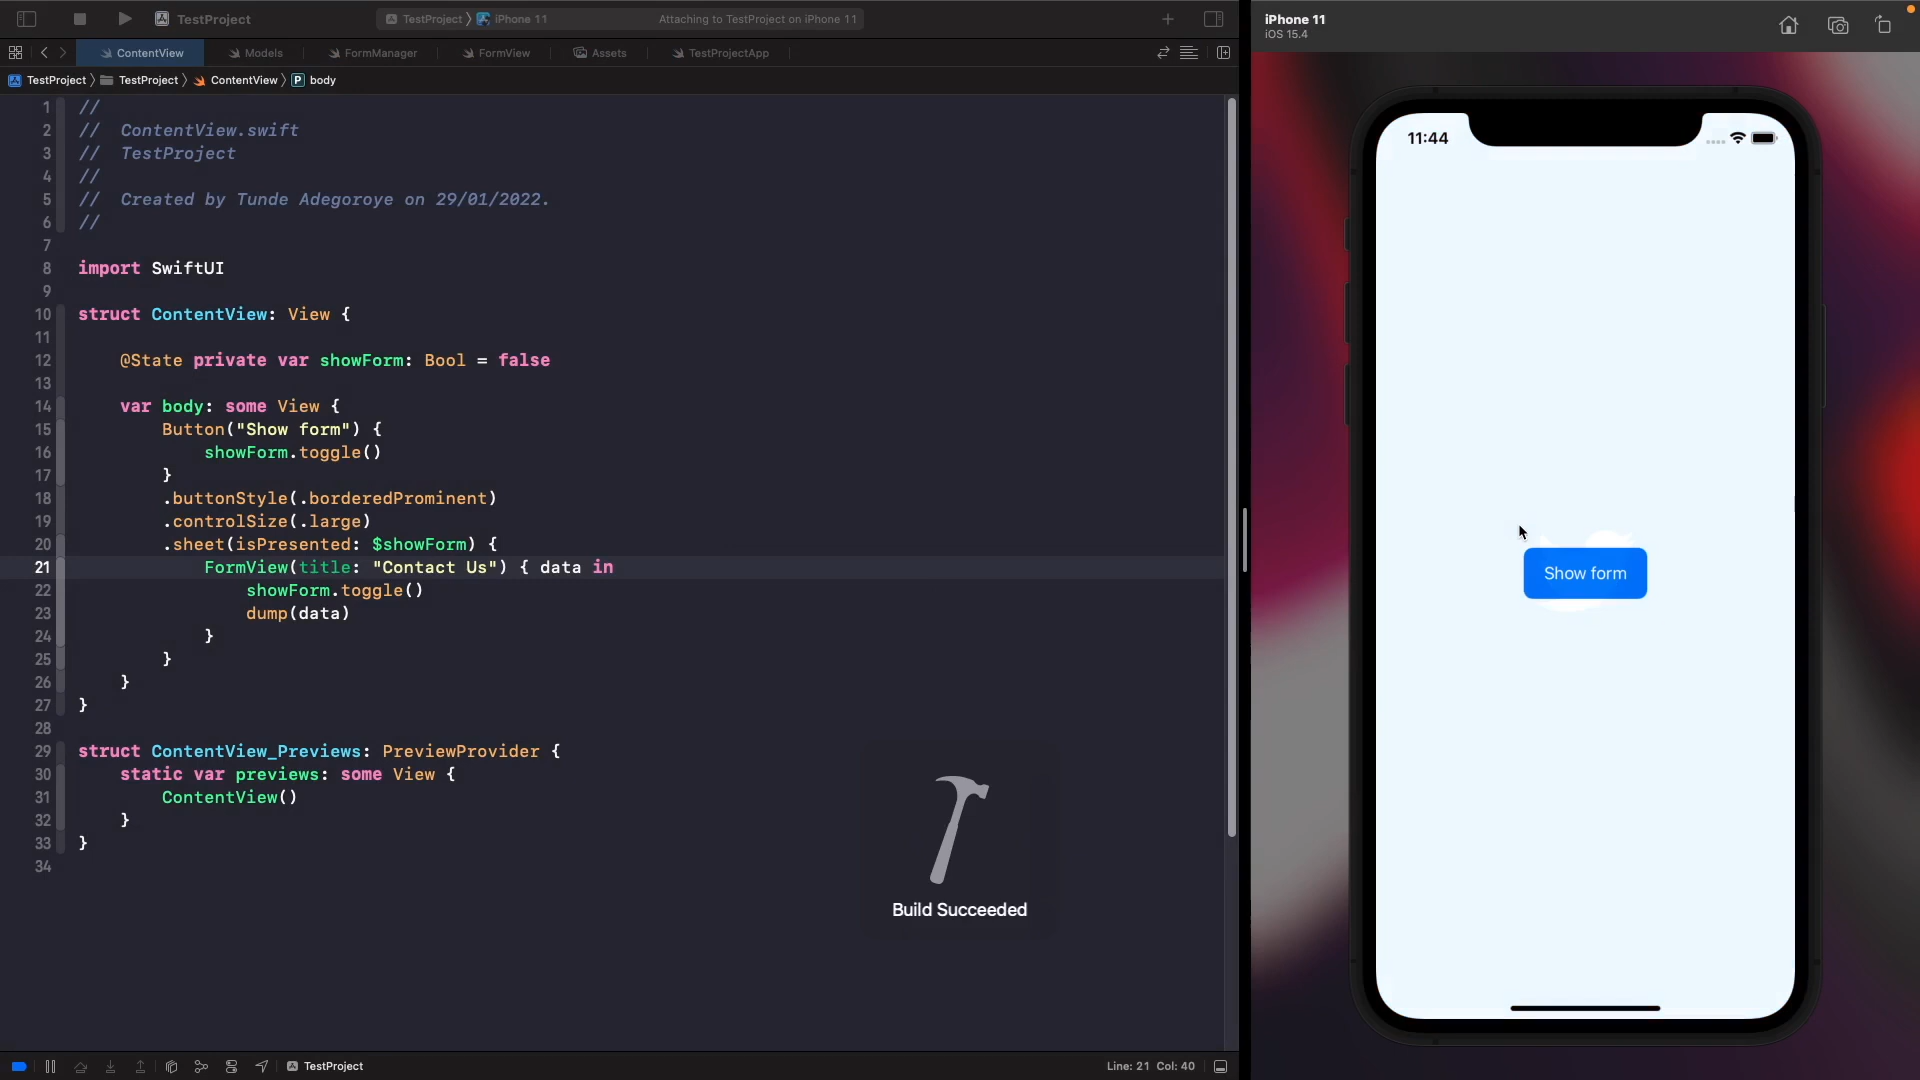 TestProject
TestProject
iPhone 11
Attaching to TestProject on iPhone 11
iPhone 11
iOS 15.4
ContentView
Models
FormManager
FormView
Assets
TestProjectApp
TestProject
TestProject
ContentView
P
body
1 //
2 //  ContentView.swift
3 //  TestProject
4 //
5 //  Created by Tunde Adegoroye on 29/01/2022.
6 //
7
8 import SwiftUI
9
10 struct ContentView: View {
11
12     @State private var showForm: Bool = false
13
14     var body: some View {
15         Button("Show form") {
16             showForm.toggle()
17         }
18         .buttonStyle(.borderedProminent)
19         .controlSize(.large)
20         .sheet(isPresented: $showForm) {
21             FormView(title: "Contact Us") { data in
22                 showForm.toggle()
23                 dump(data)
24             }
25         }
26     }
27 }
28
29 struct ContentView_Previews: PreviewProvider {
30     static var previews: some View {
31         ContentView()
32     }
33 }
34
Build Succeeded
11:44
Show form
TestProject
Line: 21 Col: 40